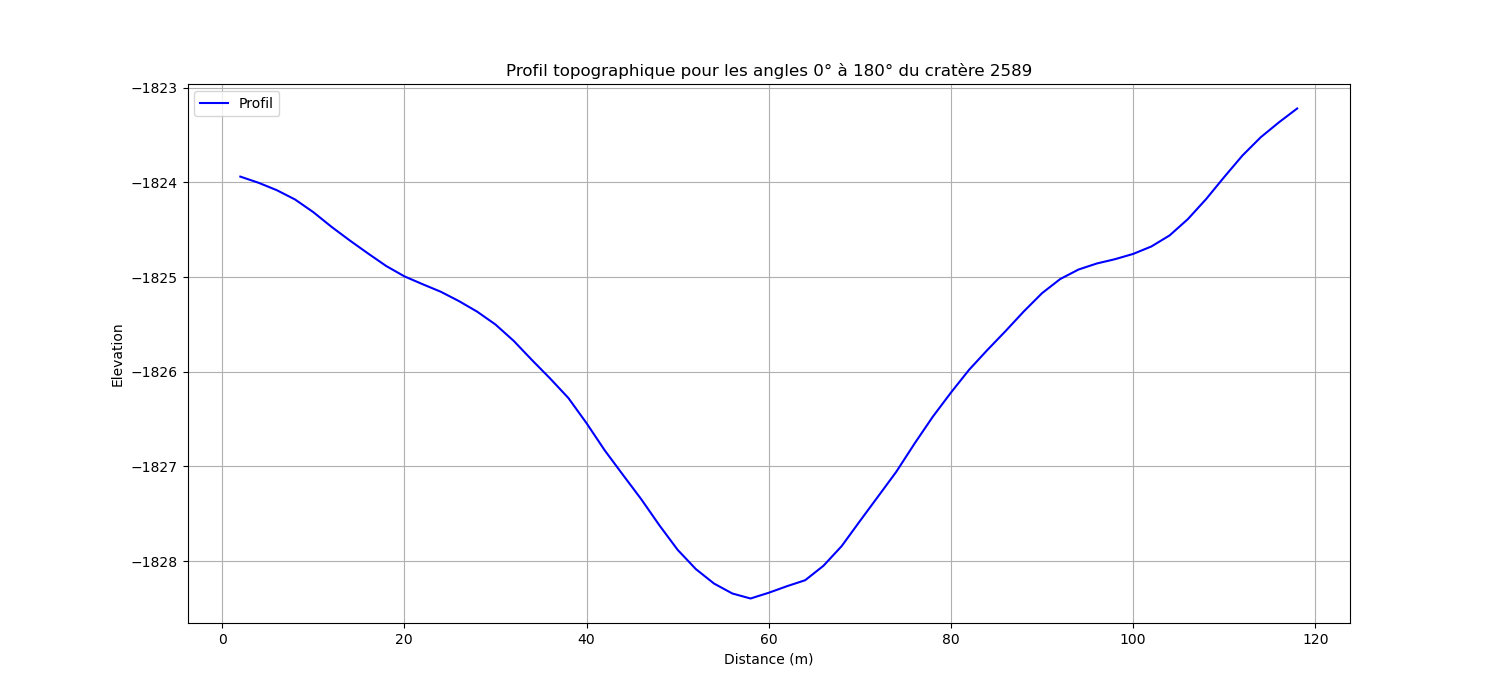 Profil topographique pour les angles 0° à 180° du cratère 2589
Profil
Elevation
−1823
−1824
−1825
−1826
−1827
−1828
0 20 40 60 80 100 120
Distance (m)